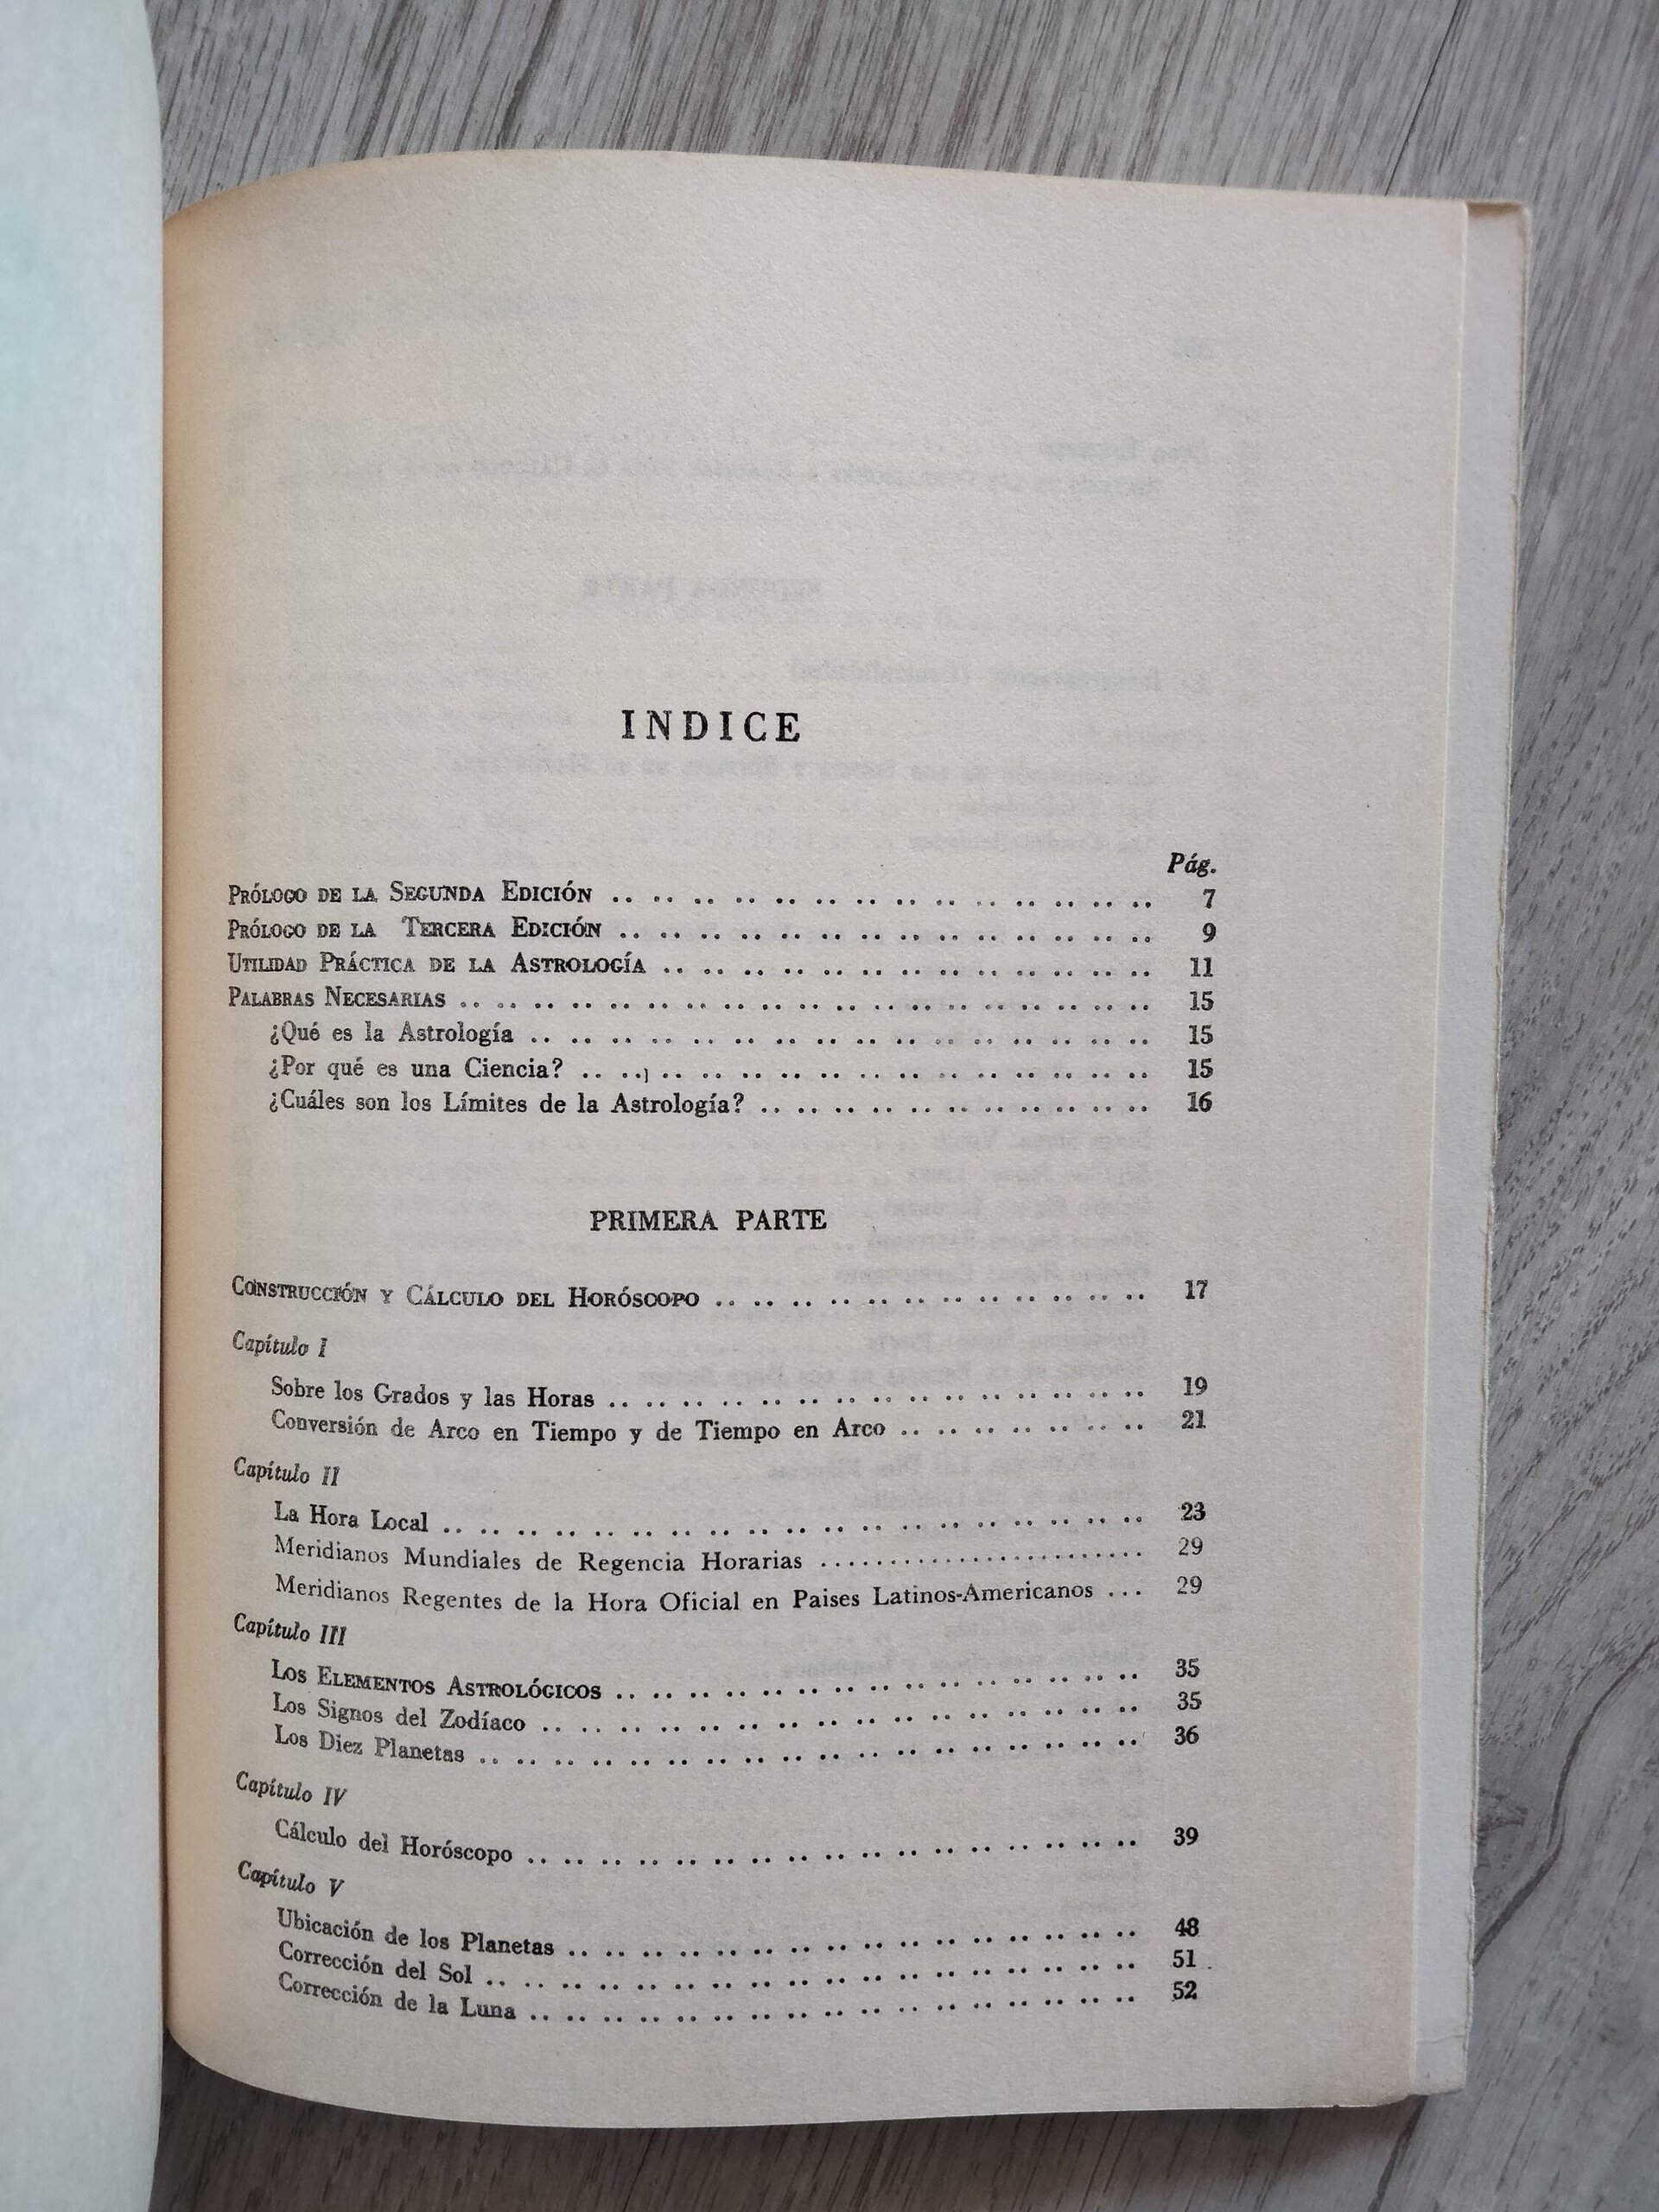 INDICE
Pág.
PRÓLOGO DE LA SEGUNDA EDICIÓN .. .. .. .. .. .. .. .. .. .. .. .. .. .. 7
PRÓLOGO DE LA TERCERA EDICIÓN .. .. .. .. .. .. .. .. .. .. .. .. .. .. 9
UTILIDAD PRÁCTICA DE LA ASTROLOGÍA .. .. .. .. .. .. .. .. .. .. .. .. .. 11
PALABRAS NECESARIAS .. .. .. .. .. .. .. .. .. .. .. .. .. .. .. .. .. .. .. 15
¿Qué es la Astrología .. .. .. .. .. .. .. .. .. .. .. .. .. .. .. .. 15
¿Por qué es una Ciencia? .. .. .. .. .. .. .. .. .. .. .. .. .. .. .. 15
¿Cuáles son los Límites de la Astrología? .. .. .. .. .. .. .. .. .. .. .. 16
PRIMERA PARTE
CONSTRUCCIÓN Y CÁLCULO DEL HORÓSCOPO .. .. .. .. .. .. .. .. .. .. .. .. 17
Capítulo I
Sobre los Grados y las Horas .. .. .. .. .. .. .. .. .. .. .. .. .. .. 19
Conversión de Arco en Tiempo y de Tiempo en Arco .. .. .. .. .. .. .. 21
Capítulo II
La Hora Local .. .. .. .. .. .. .. .. .. .. .. .. .. .. .. .. .. .. .. 23
Meridianos Mundiales de Regencia Horarias ........................ 29
Meridianos Regentes de la Hora Oficial en Paises Latinos-Americanos ... 29
Capítulo III
LOS ELEMENTOS ASTROLÓGICOS .. .. .. .. .. .. .. .. .. .. .. .. .. .. 35
Los Signos del Zodíaco .. .. .. .. .. .. .. .. .. .. .. .. .. .. .. .. 35
Los Diez Planetas .. .. .. .. .. .. .. .. .. .. .. .. .. .. .. .. .. .. 36
Capítulo IV
Cálculo del Horóscopo .. .. .. .. .. .. .. .. .. .. .. .. .. .. .. .. .. 39
Capítulo V
Ubicación de los Planetas .. .. .. .. .. .. .. .. .. .. .. .. .. .. .. .. 48
Corrección del Sol .. .. .. .. .. .. .. .. .. .. .. .. .. .. .. .. .. .. 51
Corrección de la Luna .. .. .. .. .. .. .. .. .. .. .. .. .. .. .. .. .. 52